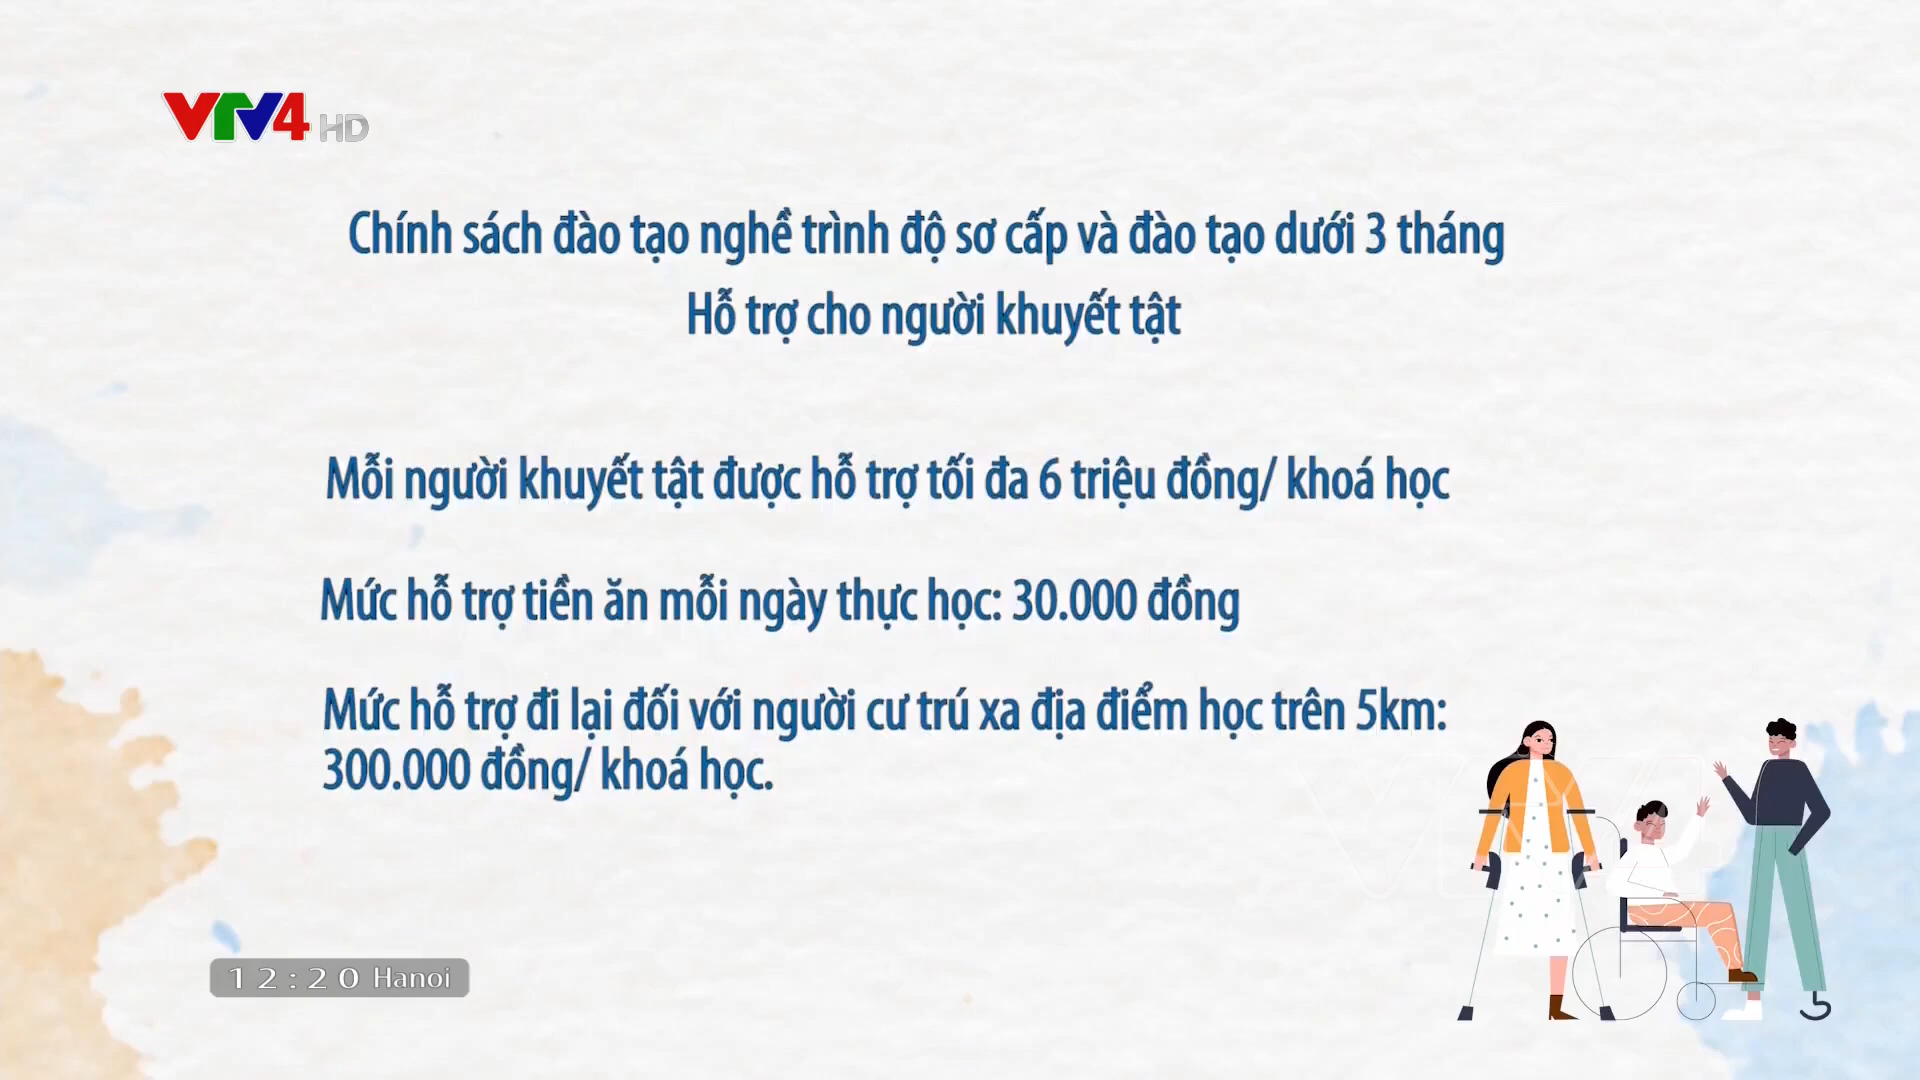 VTV4 HD
Chính sách đào tạo nghề trình độ sơ cấp và đào tạo dưới 3 tháng
Hỗ trợ cho người khuyết tật
Mỗi người khuyết tật được hỗ trợ tối đa 6 triệu đồng/ khoá học
Mức hỗ trợ tiền ăn mỗi ngày thực học: 30.000 đồng
Mức hỗ trợ đi lại đối với người cư trú xa địa điểm học trên 5km:
300.000 đồng/ khoá học.
VTV4
12:20 Hanoi